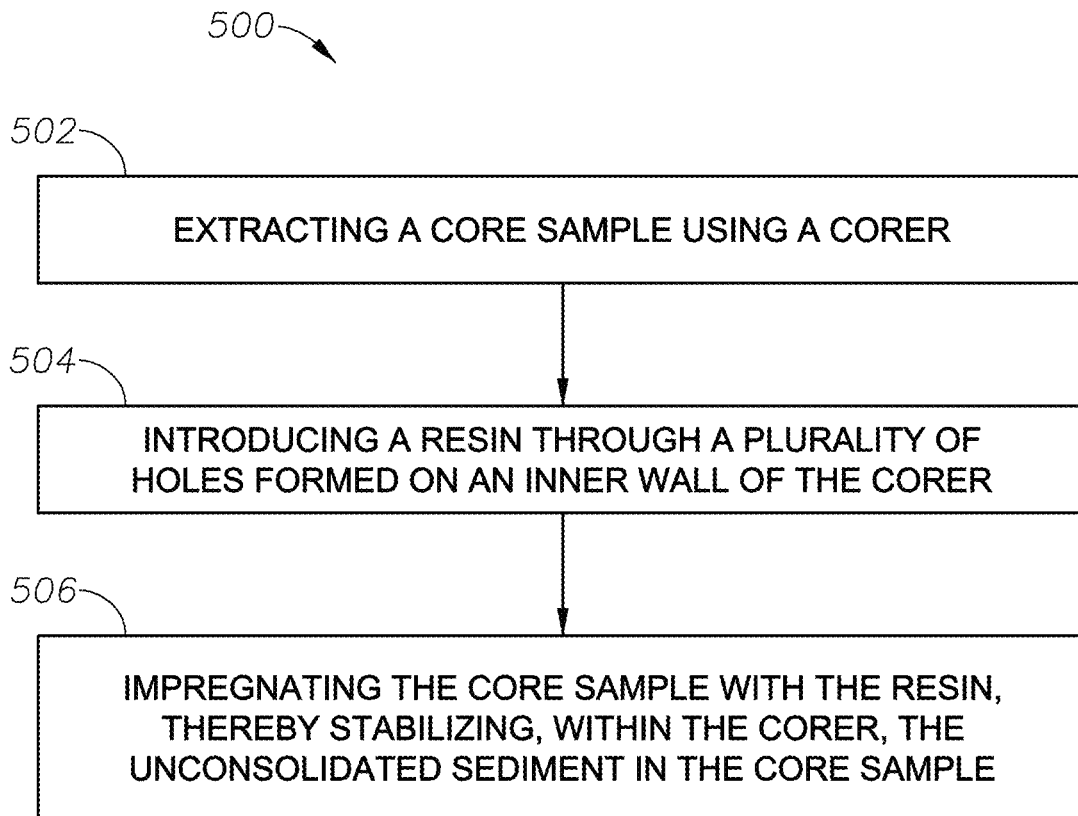 500
502
EXTRACTING A CORE SAMPLE USING A CORER
504
INTRODUCING A RESIN THROUGH A PLURALITY OF
HOLES FORMED ON AN INNER WALL OF THE CORER
506
IMPREGNATING THE CORE SAMPLE WITH THE RESIN,
THEREBY STABILIZING, WITHIN THE CORER, THE
UNCONSOLIDATED SEDIMENT IN THE CORE SAMPLE